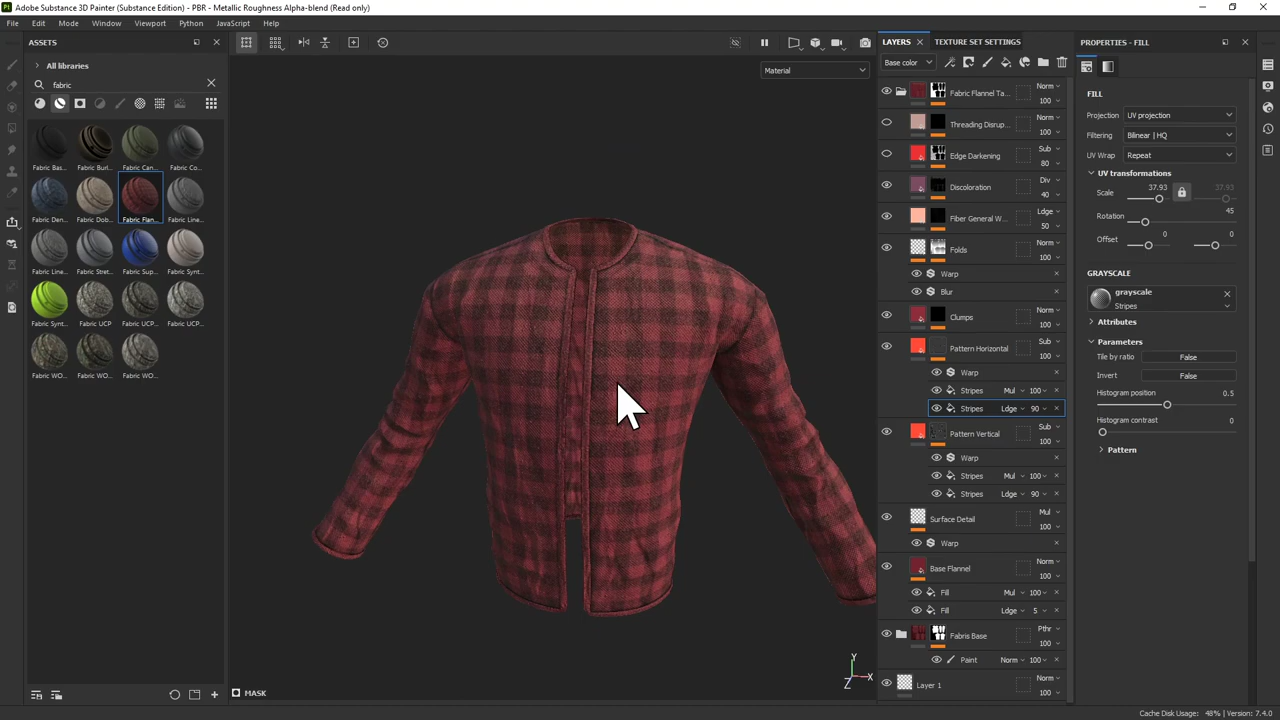 Pt Adobe Substance 3D Painter (Substance Edition) - PBR - Metallic Roughness Alpha-blend (Read only)
File Edit Mode Window Viewport Python JavaScript Help
ASSETS
All libraries
fabric
Fabric Bas... Fabric Burl... Fabric Can... Fabric Co...
Fabric Den... Fabric Dob... Fabric Flan... Fabric Line...
Fabric Line... Fabric Stret... Fabric Sup... Fabric Synt...
Fabric Synt... Fabric UCP Fabric UCP... Fabric UCP...
Fabric WO... Fabric WO... Fabric WO...
Material
Y
Z X
MASK
LAYERS TEXTURE SET SETTINGS
Base color
Fabric Flannel Ta... Norm 100
Threading Disrup... Norm 100
Edge Darkening Sub 80
Discoloration Div 40
Fiber General W... Ldge 50
Folds Norm 100
Warp
Blur
Clumps Norm 100
Pattern Horizontal Sub 100
Warp
Stripes Mul 100
Stripes Ldge 90
Pattern Vertical Sub 100
Warp
Stripes Mul 100
Stripes Ldge 90
Surface Detail Mul 100
Warp
Base Flannel Norm 100
Fill Mul 100
Fill Ldge 5
Fabris Base Pthr 100
Paint Norm 100
Layer 1 Norm 100
PROPERTIES - FILL
FILL
Projection UV projection
Filtering Bilinear | HQ
UV Wrap Repeat
UV transformations
Scale 37.93 37.93
Rotation 45
Offset 0 0
GRAYSCALE
grayscale
Stripes
Attributes
Parameters
Tile by ratio False
Invert False
Histogram position 0.5
Histogram contrast 0
Pattern
Cache Disk Usage: 48% | Version: 7.4.0